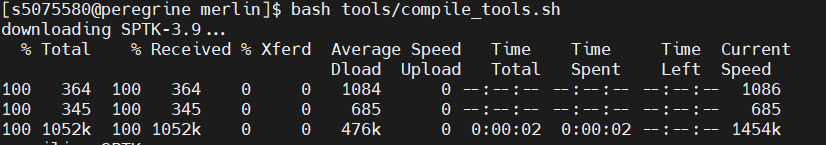 [s5075580@peregrine merlin]$ bash tools/compile_tools.sh
downloading SPTK-3.9...
  % Total    % Received % Xferd  Average Speed   Time    Time     Time  Current
                                 Dload  Upload   Total   Spent    Left  Speed
100   364  100   364    0     0   1084      0 --:--:-- --:--:-- --:--:--  1086
100   345  100   345    0     0    685      0 --:--:-- --:--:-- --:--:--   685
100 1052k  100 1052k    0     0   476k      0  0:00:02  0:00:02 --:--:-- 1454k